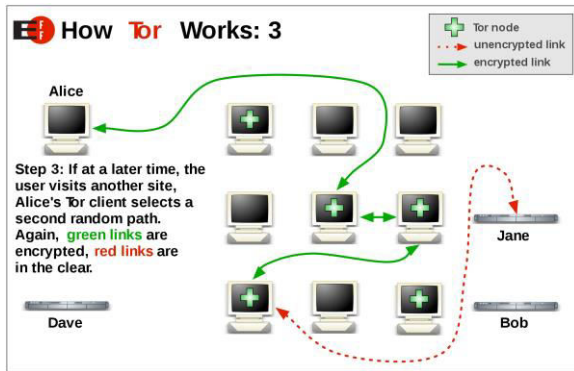 EFF How Tor Works: 3
Tor node
unencrypted link
encrypted link
Alice
Step 3: If at a later time, the
user visits another site,
Alice's Tor client selects a
second random path.
Again, green links are
encrypted, red links are
in the clear.
Jane
Dave
Bob